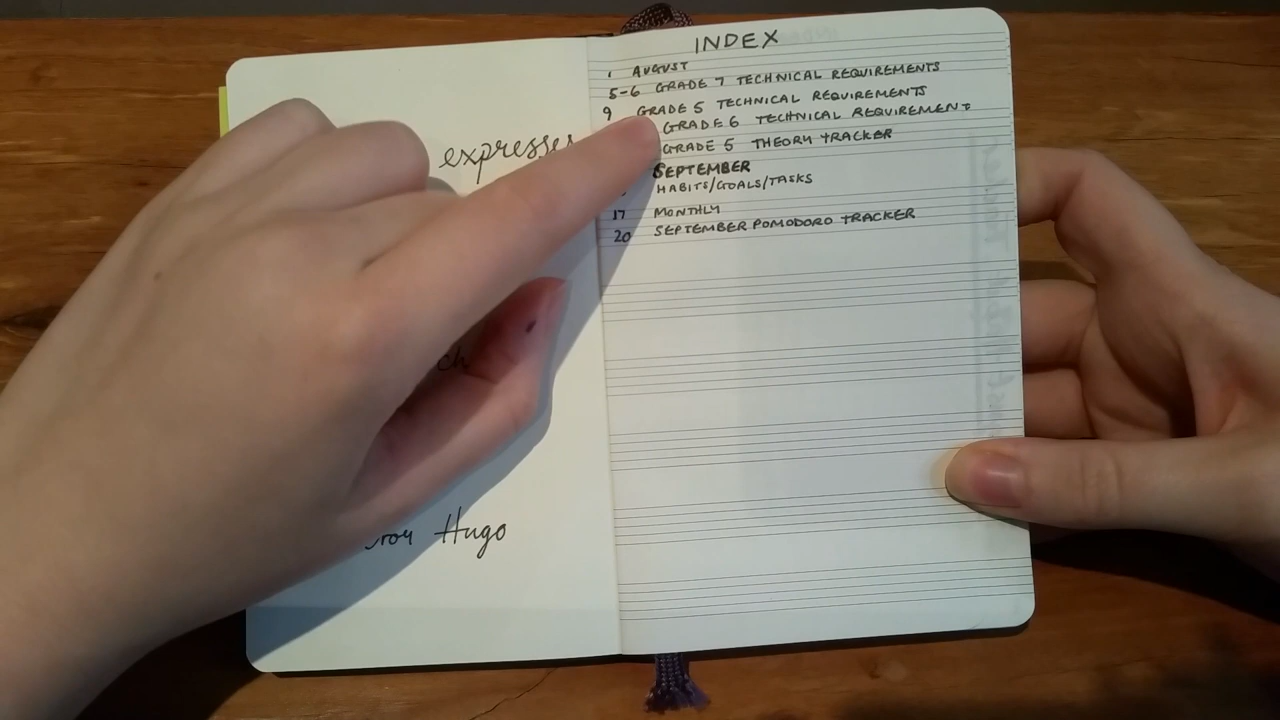 expresses
ch
Hugo
INDEX
1 AUGUST
5-6 GRADE 7 TECHNICAL REQUIREMENTS
9 GRADE 5 TECHNICAL REQUIREMENTS
GRADE 6 TECHNICAL REQUIREMENT
GRADE 5 THEORY TRACKER
SEPTEMBER
HABITS/GOALS/TASKS
17 MONTHLY
20 SEPTEMBER POMODORO TRACKER